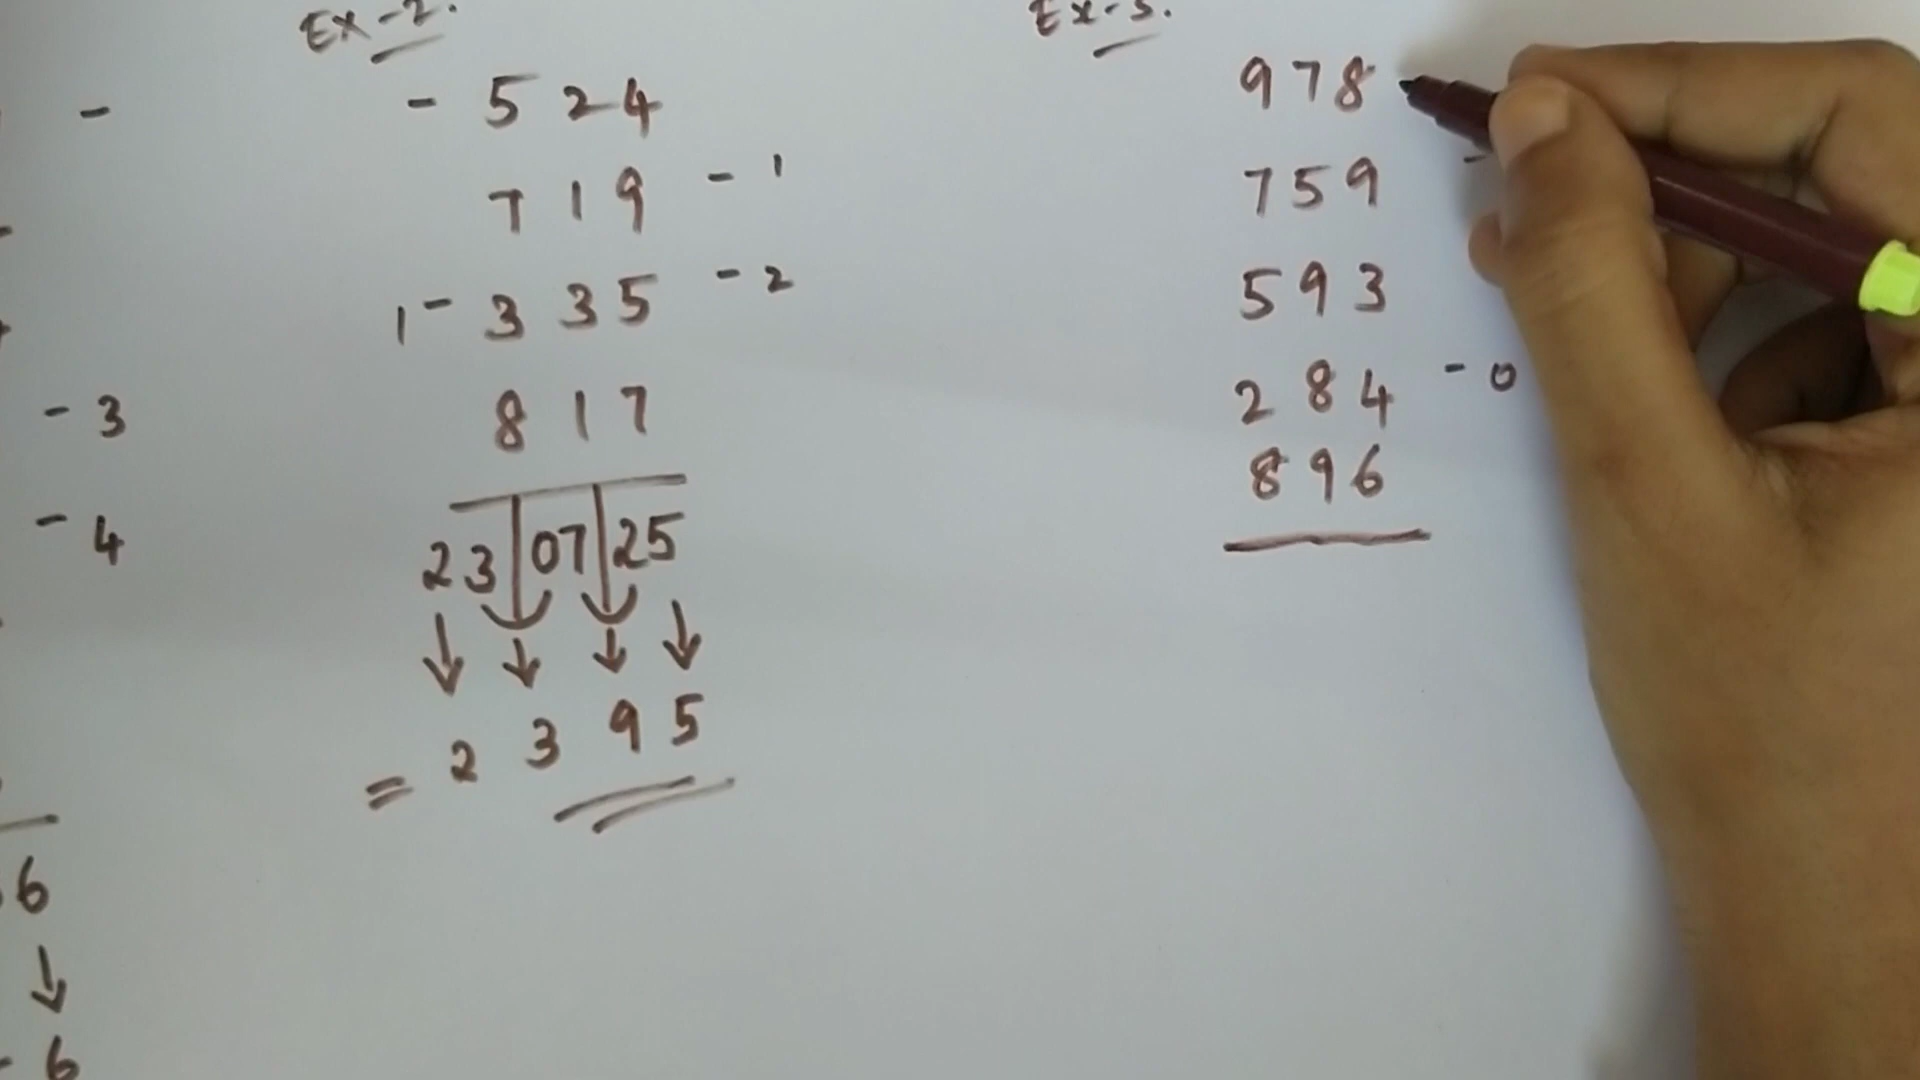 Ex-2.
- 5 2 4
7 1 9 - 1
1 - 3 3 5 - 2
8 1 7
23|07|25
↓ ↓ ↓ ↓
= 2 3 9 5
Ex-3.
9 7 8
7 5 9 -
5 9 3
2 8 4 - 0
8 9 6
-
- 3
- 4
6
↓
6